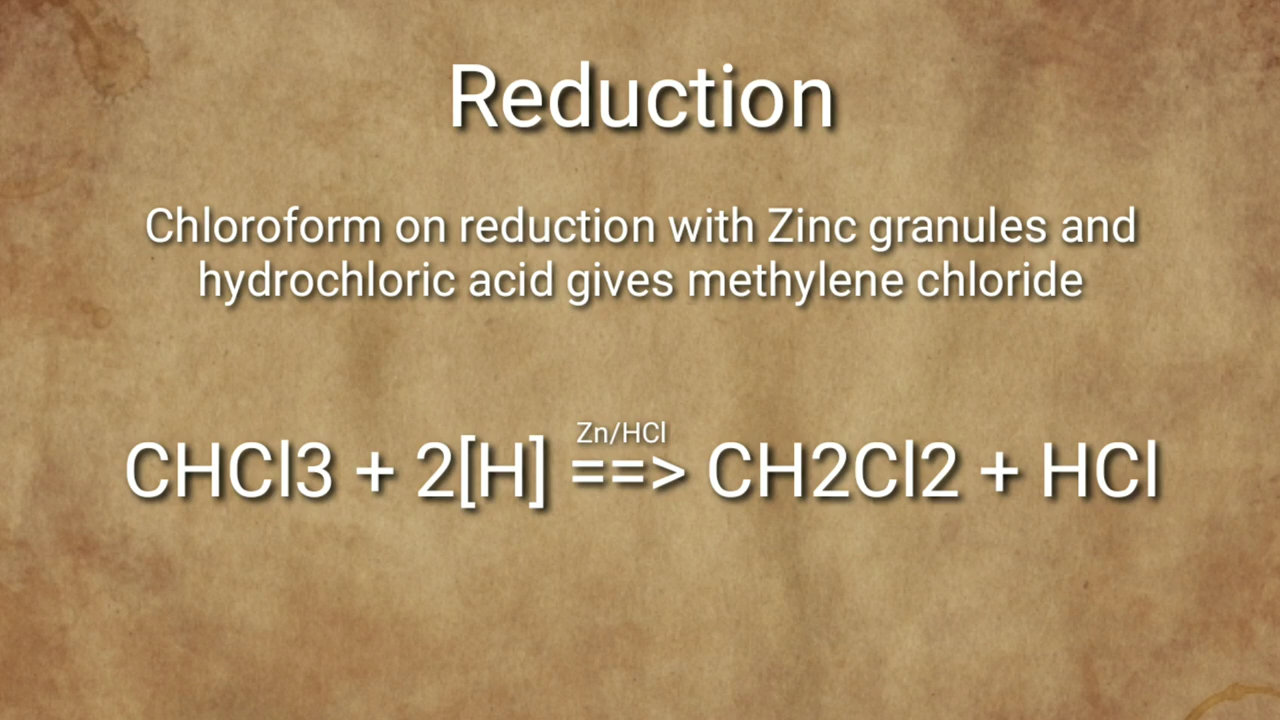 Reduction
Chloroform on reduction with Zinc granules and
hydrochloric acid gives methylene chloride
Zn/HCl
CHCl3 + 2[H] ==> CH2Cl2 + HCl